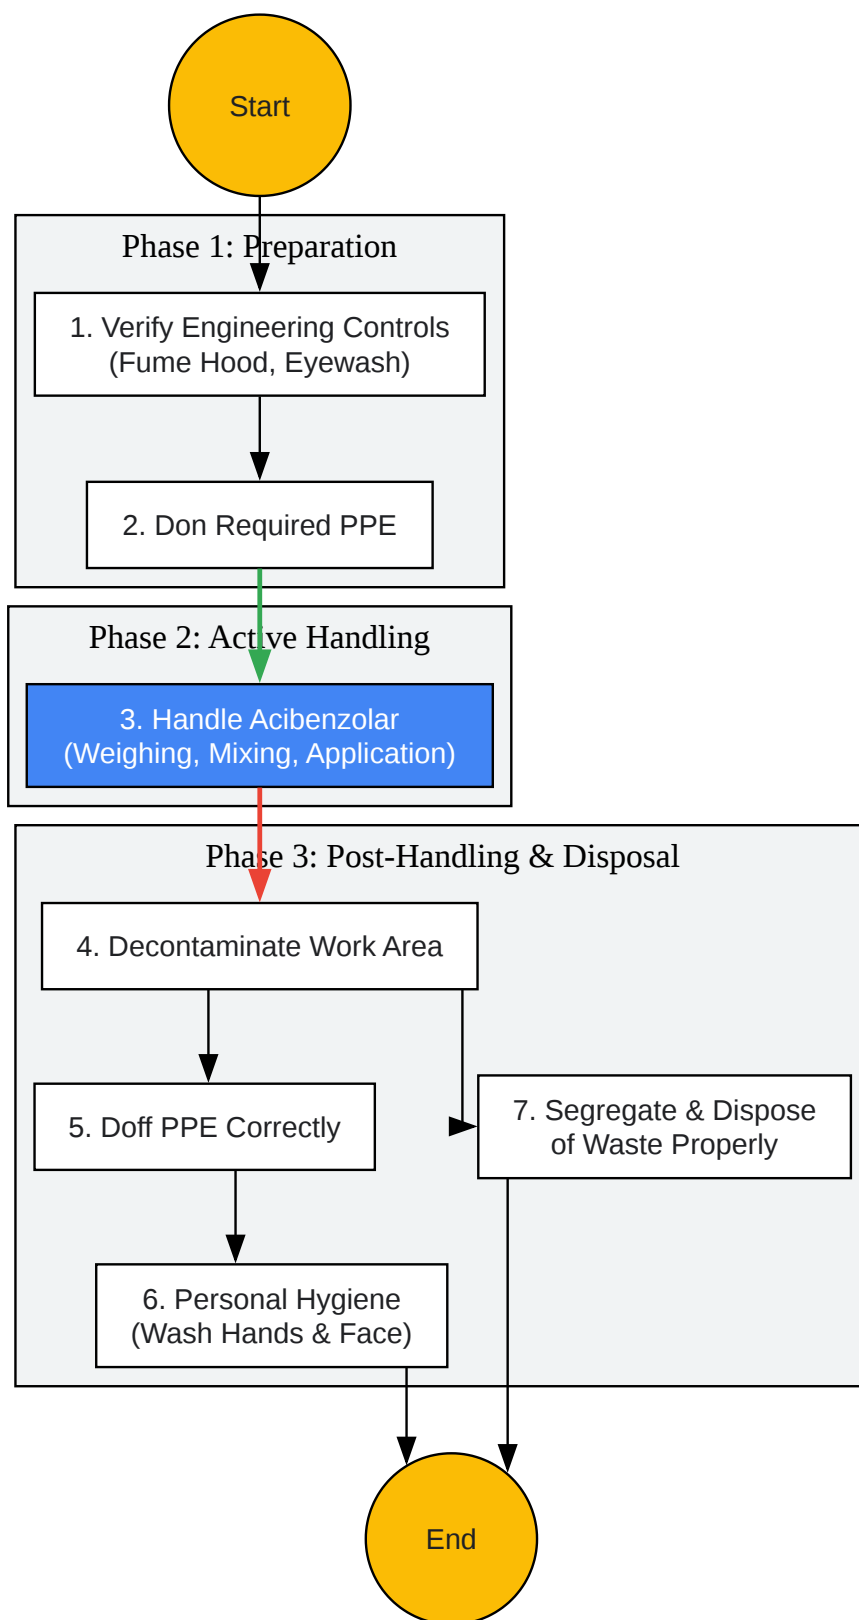 Start
Phase 1: Preparation
1. Verify Engineering Controls
(Fume Hood, Eyewash)
2. Don Required PPE
Phase 2: Active Handling
3. Handle Acibenzolar
(Weighing, Mixing, Application)
Phase 3: Post-Handling & Disposal
4. Decontaminate Work Area
5. Doff PPE Correctly
7. Segregate & Dispose
of Waste Properly
6. Personal Hygiene
(Wash Hands & Face)
End